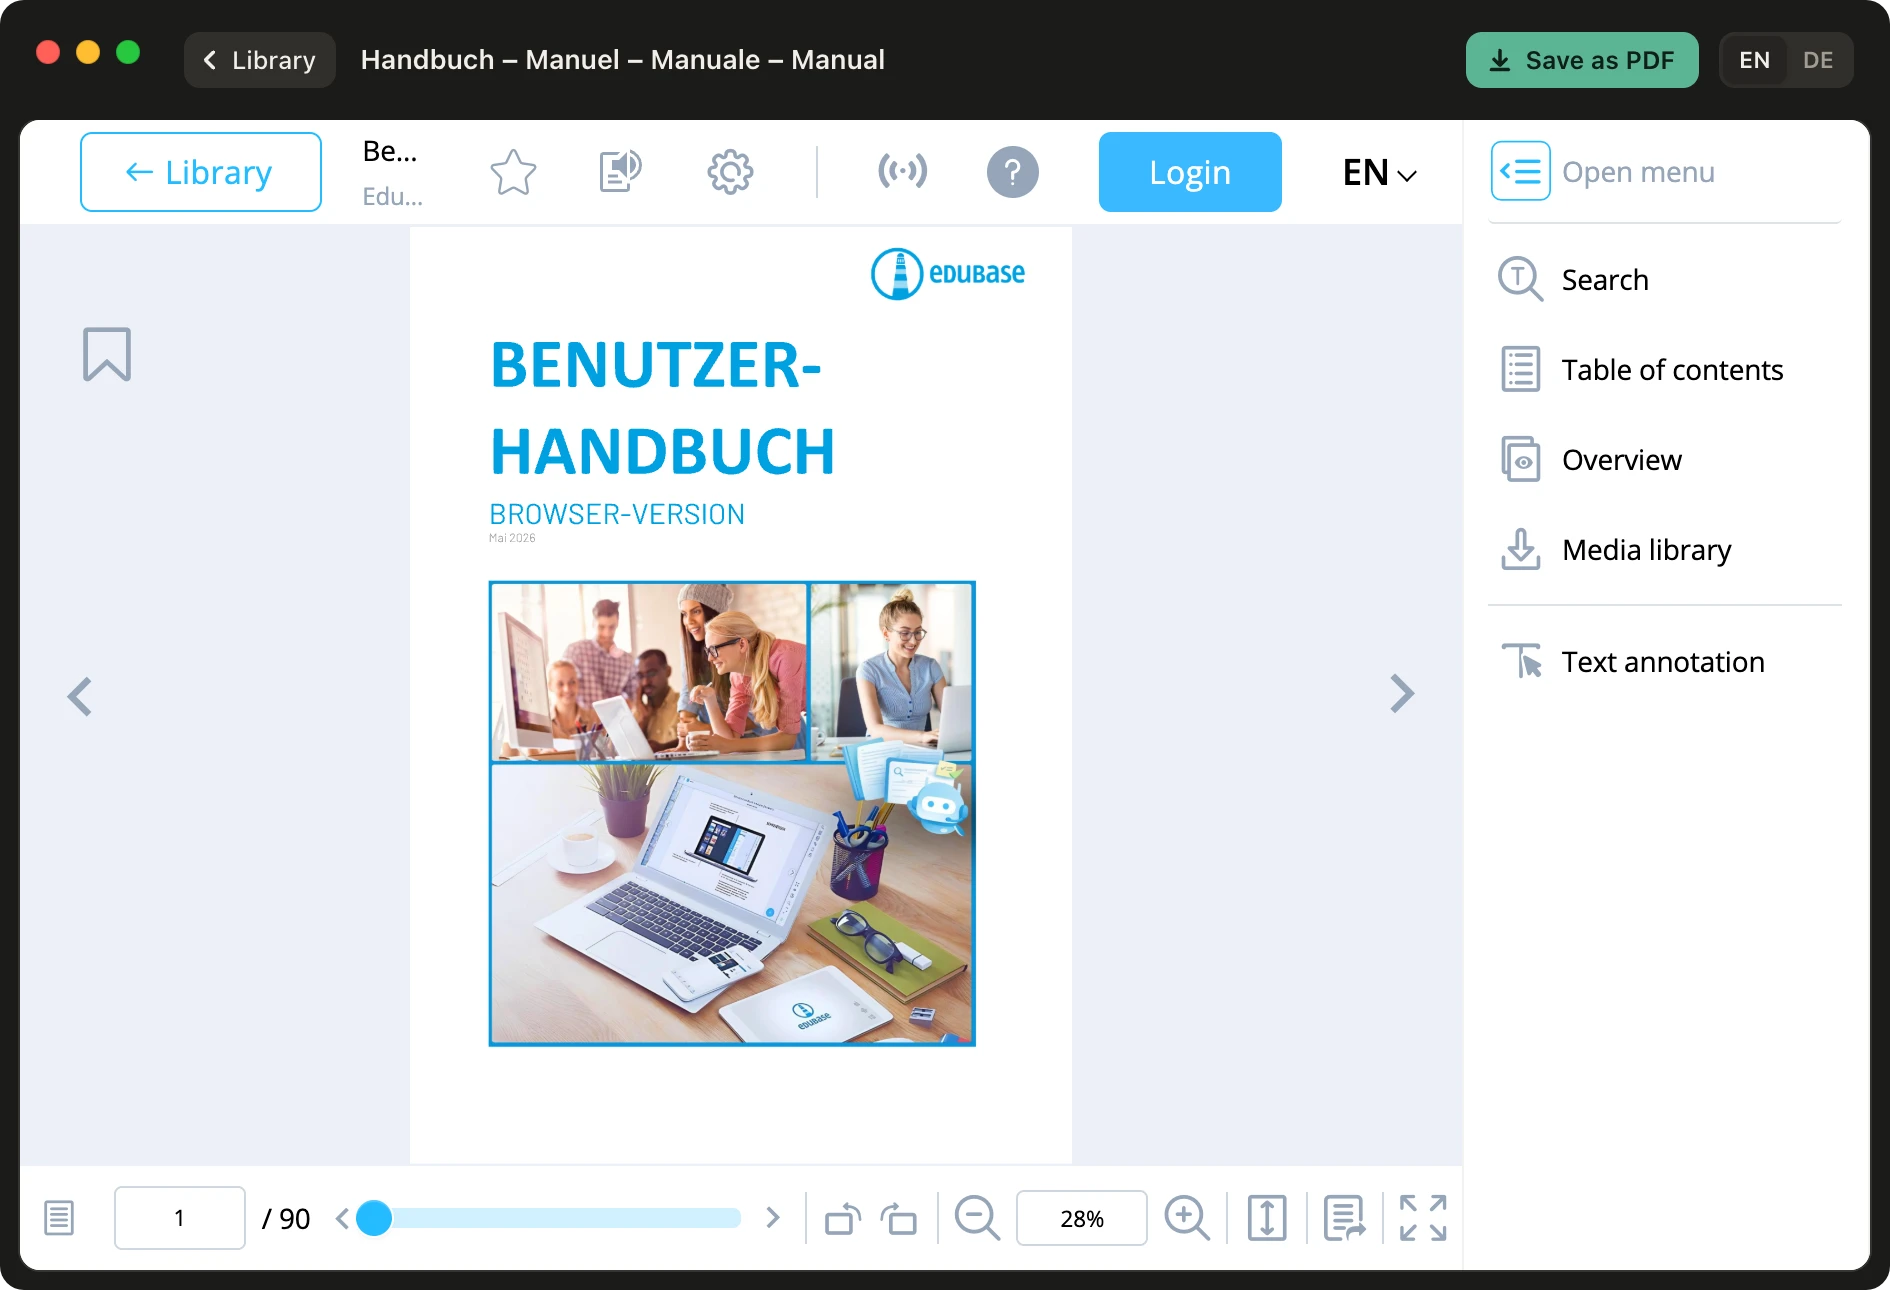 Library
Handbuch – Manuel – Manuale – Manual
Save as PDF
EN
DE
← Library
Be...
Edu...
?
Login
EN
Open menu
Search
Table of contents
Overview
Media library
Text annotation
EDUBASE
BENUTZER-
HANDBUCH
BROWSER-VERSION
Mai 2026
EDUBASE
1
/ 90
28%